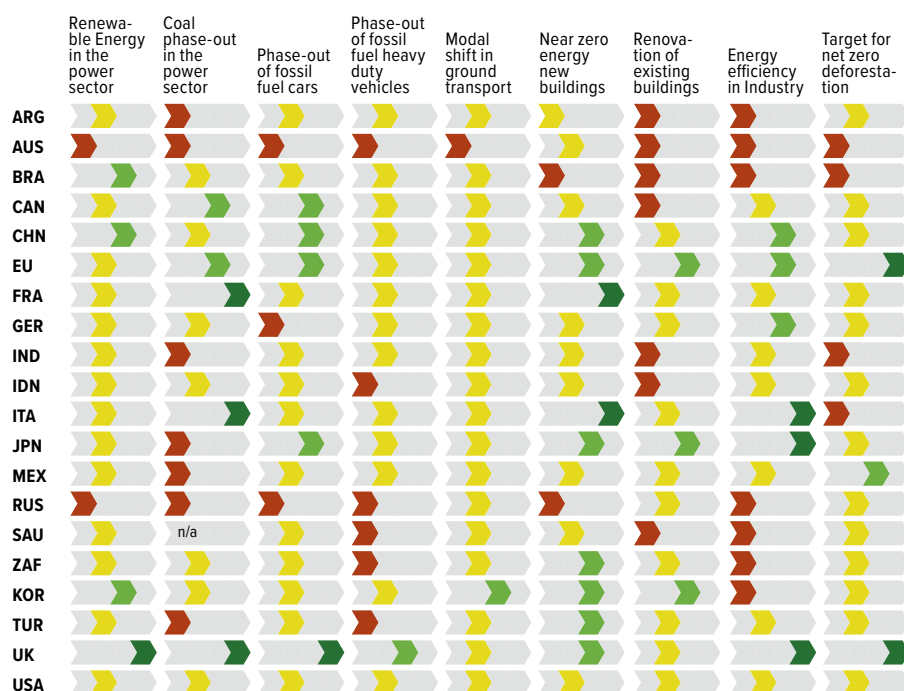 Renewa-
ble Energy
in the
power
sector
Coal
phase-out
in the
power
sector
Phase-out
of fossil
fuel cars
Phase-out
of fossil
fuel heavy
duty
vehicles
Modal
shift in
ground
transport
Near zero
energy
new
buildings
Renova-
tion of
existing
buildings
Energy
efficiency
in Industry
Target for
net zero
deforesta-
tion
ARG
AUS
BRA
CAN
CHN
EU
FRA
GER
IND
IDN
ITA
JPN
MEX
RUS
SAU
n/a
ZAF
KOR
TUR
UK
USA